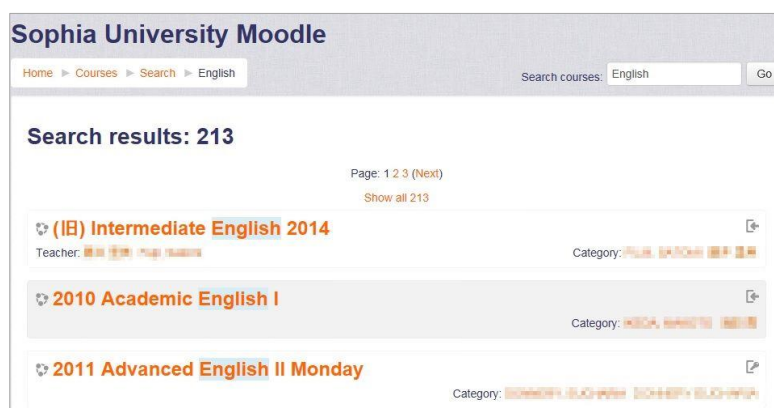 Sophia University Moodle
Home ► Courses ► Search ► English
Search courses: English Go
Search results: 213
Page: 1 2 3 (Next)
Show all 213
(旧) Intermediate English 2014
Teacher:
Category:
2010 Academic English I
Category:
2011 Advanced English II Monday
Category: